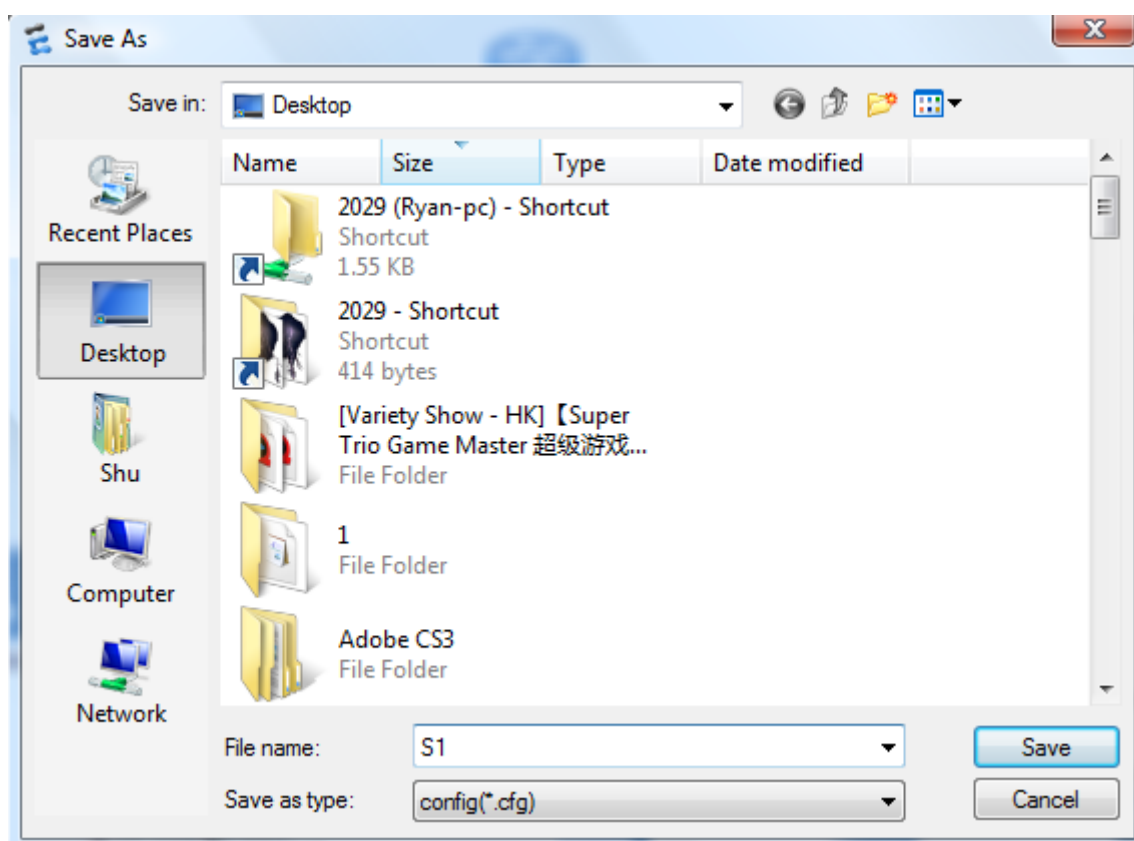 Save As
Save in:
Desktop
Name
Size
Type
Date modified
Recent Places
Desktop
Shu
Computer
Network
2029 (Ryan-pc) - Shortcut
Shortcut
1.55 KB
2029 - Shortcut
Shortcut
414 bytes
[Variety Show - HK]【Super
Trio Game Master 超级游戏...
File Folder
1
File Folder
Adobe CS3
File Folder
File name:
S1
Save
Save as type:
config(*.cfg)
Cancel